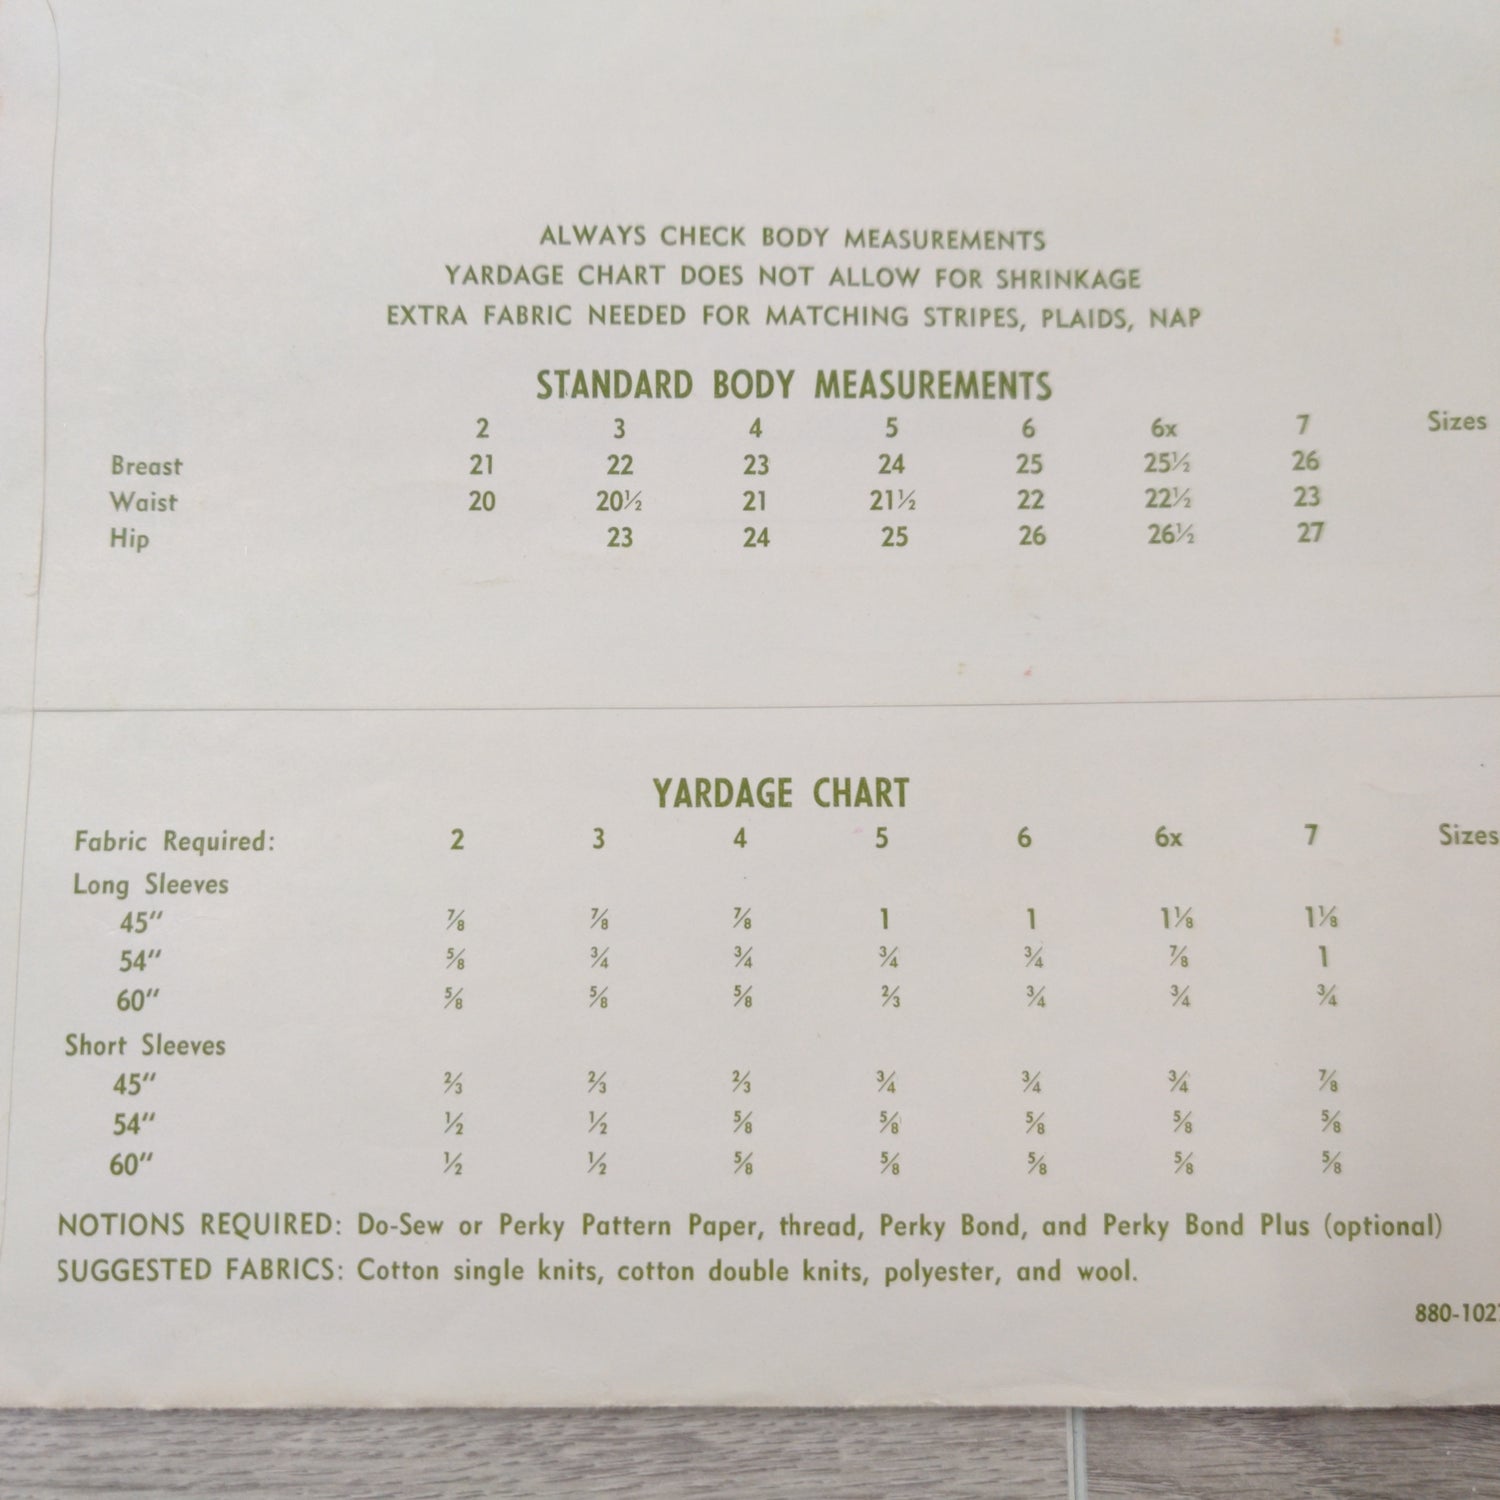 ALWAYS CHECK BODY MEASUREMENTS
YARDAGE CHART DOES NOT ALLOW FOR SHRINKAGE
EXTRA FABRIC NEEDED FOR MATCHING STRIPES, PLAIDS, NAP
STANDARD BODY MEASUREMENTS
2 3 4 5 6 6x 7 Sizes
Breast 21 22 23 24 25 25½ 26
Waist 20 20½ 21 21½ 22 22½ 23
Hip 23 24 25 26 26½ 27
YARDAGE CHART
Fabric Required: 2 3 4 5 6 6x 7 Sizes
Long Sleeves
45" ⅞ ⅞ ⅞ 1 1 1⅛ 1⅛
54" ⅝ ¾ ¾ ¾ ¾ ⅞ 1
60" ⅝ ⅝ ⅝ ⅔ ¾ ¾ ¾
Short Sleeves
45" ⅔ ⅔ ⅔ ¾ ¾ ¾ ⅞
54" ½ ½ ⅝ ⅝ ⅝ ⅝ ⅝
60" ½ ½ ⅝ ⅝ ⅝ ⅝ ⅝
NOTIONS REQUIRED: Do-Sew or Perky Pattern Paper, thread, Perky Bond, and Perky Bond Plus (optional)
SUGGESTED FABRICS: Cotton single knits, cotton double knits, polyester, and wool.